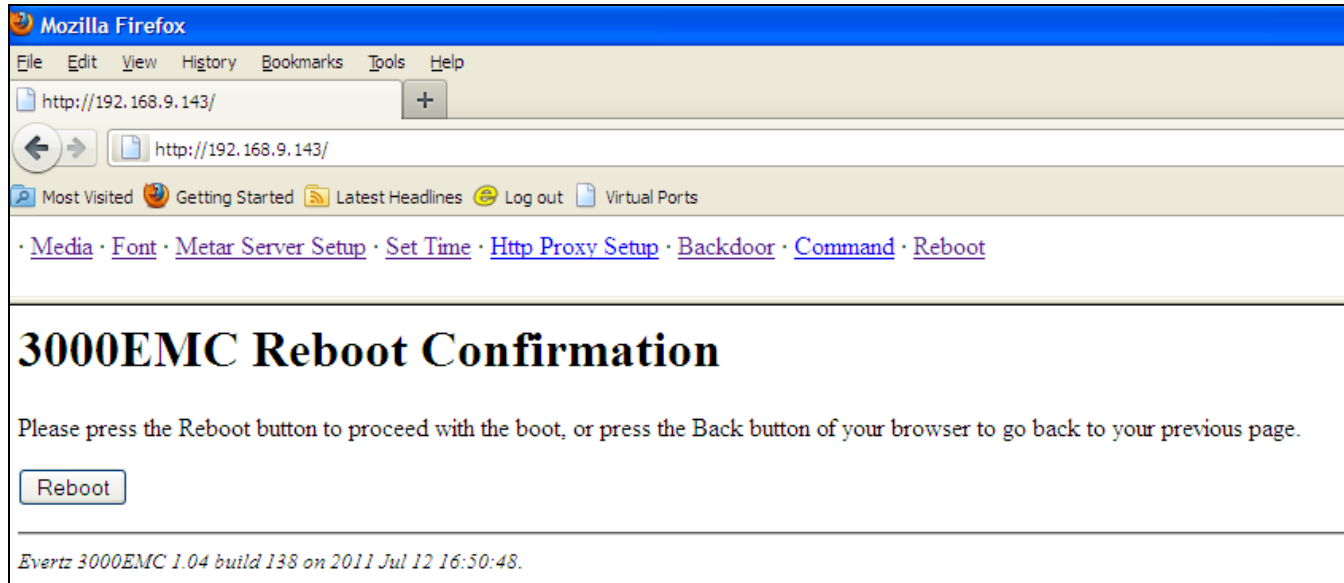 Mozilla Firefox
File Edit View History Bookmarks Tools Help
http://192.168.9.143/ +
http://192.168.9.143/
Most Visited Getting Started Latest Headlines Log out Virtual Ports
· Media · Font · Metar Server Setup · Set Time · Http Proxy Setup · Backdoor · Command · Reboot
3000EMC Reboot Confirmation
Please press the Reboot button to proceed with the boot, or press the Back button of your browser to go back to your previous page.
Reboot
Evertz 3000EMC 1.04 build 138 on 2011 Jul 12 16:50:48.